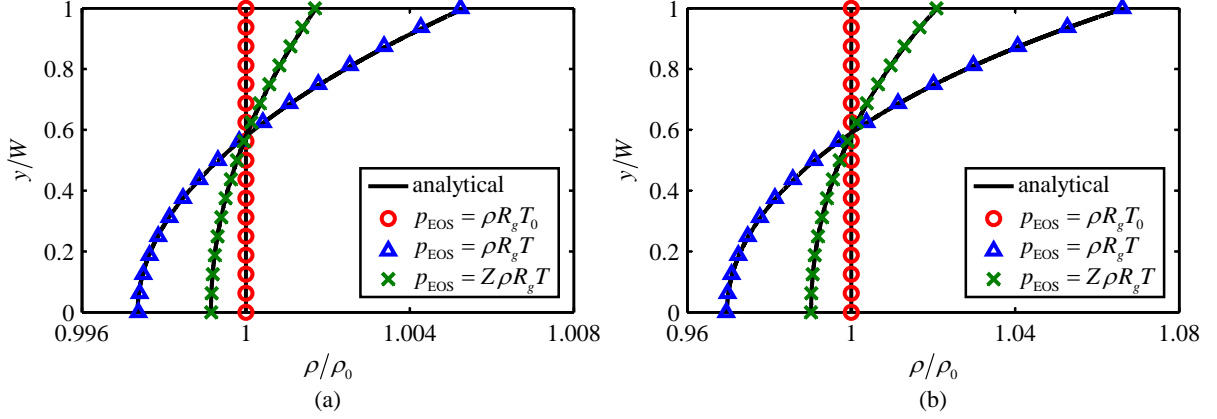 1
0.8
0.6
0.4
0.2
0
y/W
analytical
p_EOS = ρR_gT_0
p_EOS = ρR_gT
p_EOS = ZρR_gT
0.996 1 1.004 1.008
ρ/ρ_0
(a)
1
0.8
0.6
0.4
0.2
0
y/W
analytical
p_EOS = ρR_gT_0
p_EOS = ρR_gT
p_EOS = ZρR_gT
0.96 1 1.04 1.08
ρ/ρ_0
(b)